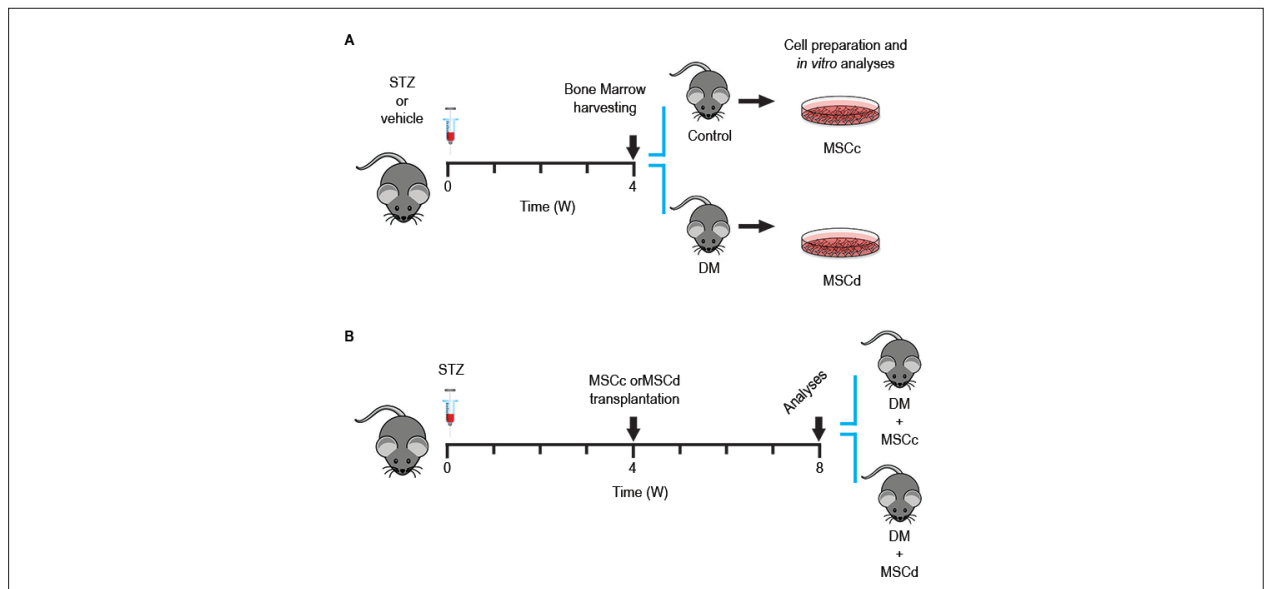 A
STZ
or
vehicle
Bone Marrow
harvesting
0
4
Time (W)
Control
DM
Cell preparation and
in vitro analyses
MSCc
MSCd
B
STZ
MSCc orMSCd
transplantation
Analyses
0
4
8
Time (W)
DM
+
MSCc
DM
+
MSCd